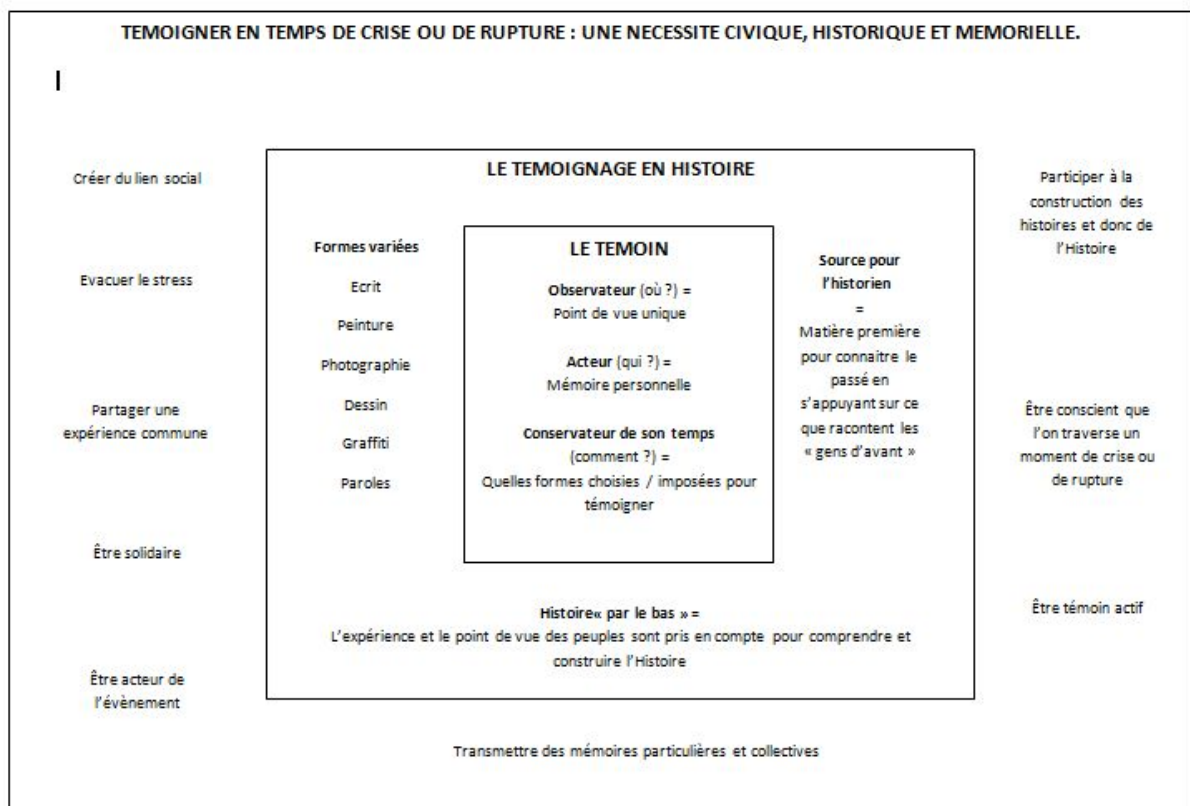 TEMOIGNER EN TEMPS DE CRISE OU DE RUPTURE : UNE NECESSITE CIVIQUE, HISTORIQUE ET MEMORIELLE.
Créer du lien social
Evacuer le stress
Partager une
expérience commune
Être solidaire
Être acteur de
l'évènement
LE TEMOIGNAGE EN HISTOIRE
Formes variées
Ecrit
Peinture
Photographie
Dessin
Graffiti
Paroles
LE TEMOIN
Observateur (où ?) =
Point de vue unique
Acteur (qui ?) =
Mémoire personnelle
Conservateur de son temps
(comment ?) =
Quelles formes choisies / imposées pour
témoigner
Source pour
l'historien
=
Matière première
pour connaitre le
passé en
s'appuyant sur ce
que racontent les
« gens d'avant »
Histoire« par le bas » =
L'expérience et le point de vue des peuples sont pris en compte pour comprendre et
construire l'Histoire
Participer à la
construction des
histoires et donc de
l'Histoire
Être conscient que
l'on traverse un
moment de crise ou
de rupture
Être témoin actif
Transmettre des mémoires particulières et collectives